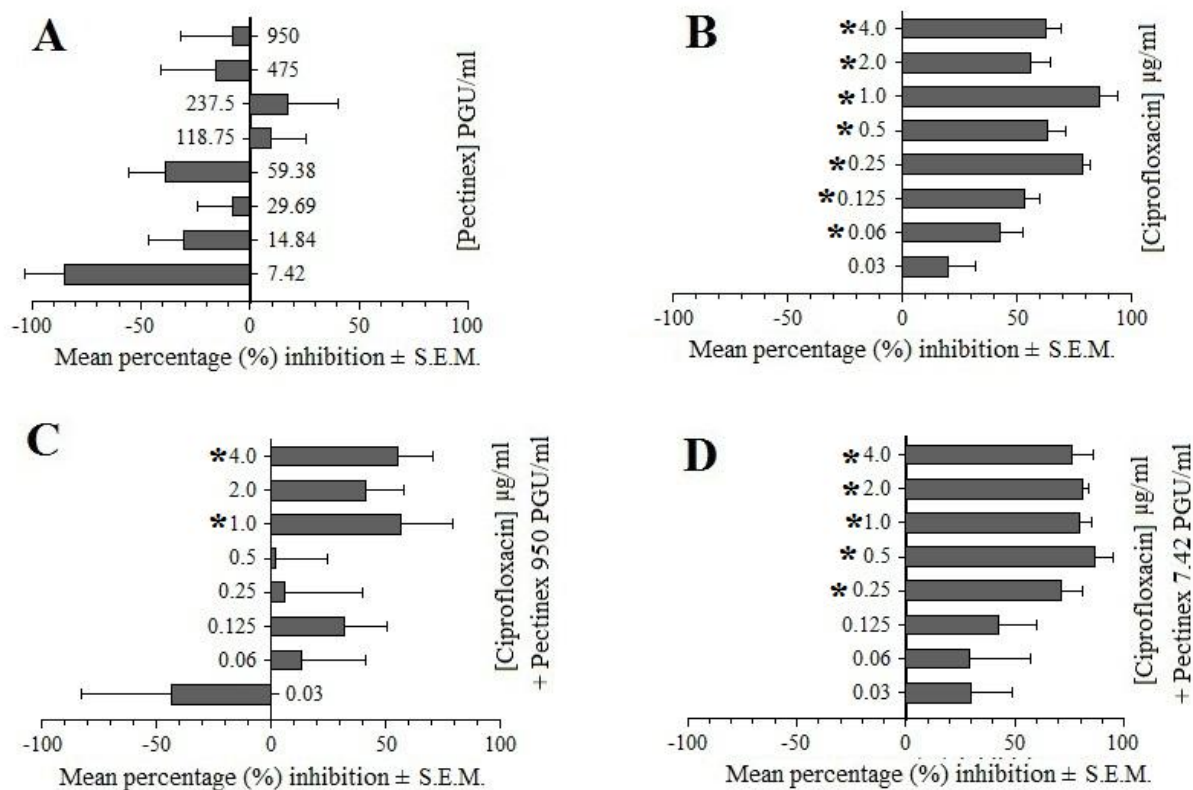 A
950
475
237.5
118.75
59.38
29.69
14.84
7.42
[Pectinex] PGU/ml
-100 -50 0 50 100
Mean percentage (%) inhibition ± S.E.M.
B
*4.0
*2.0
*1.0
*0.5
*0.25
*0.125
*0.06
0.03
[Ciprofloxacin] µg/ml
-100 -50 0 50 100
Mean percentage (%) inhibition ± S.E.M.
C
*4.0
2.0
*1.0
0.5
0.25
0.125
0.06
0.03
[Ciprofloxacin] µg/ml
+ Pectinex 950 PGU/ml
-100 -50 0 50 100
Mean percentage (%) inhibition ± S.E.M.
D
*4.0
*2.0
*1.0
*0.5
*0.25
0.125
0.06
0.03
[Ciprofloxacin] µg/ml
+ Pectinex 7.42 PGU/ml
-100 -50 0 50 100
Mean percentage (%) inhibition ± S.E.M.